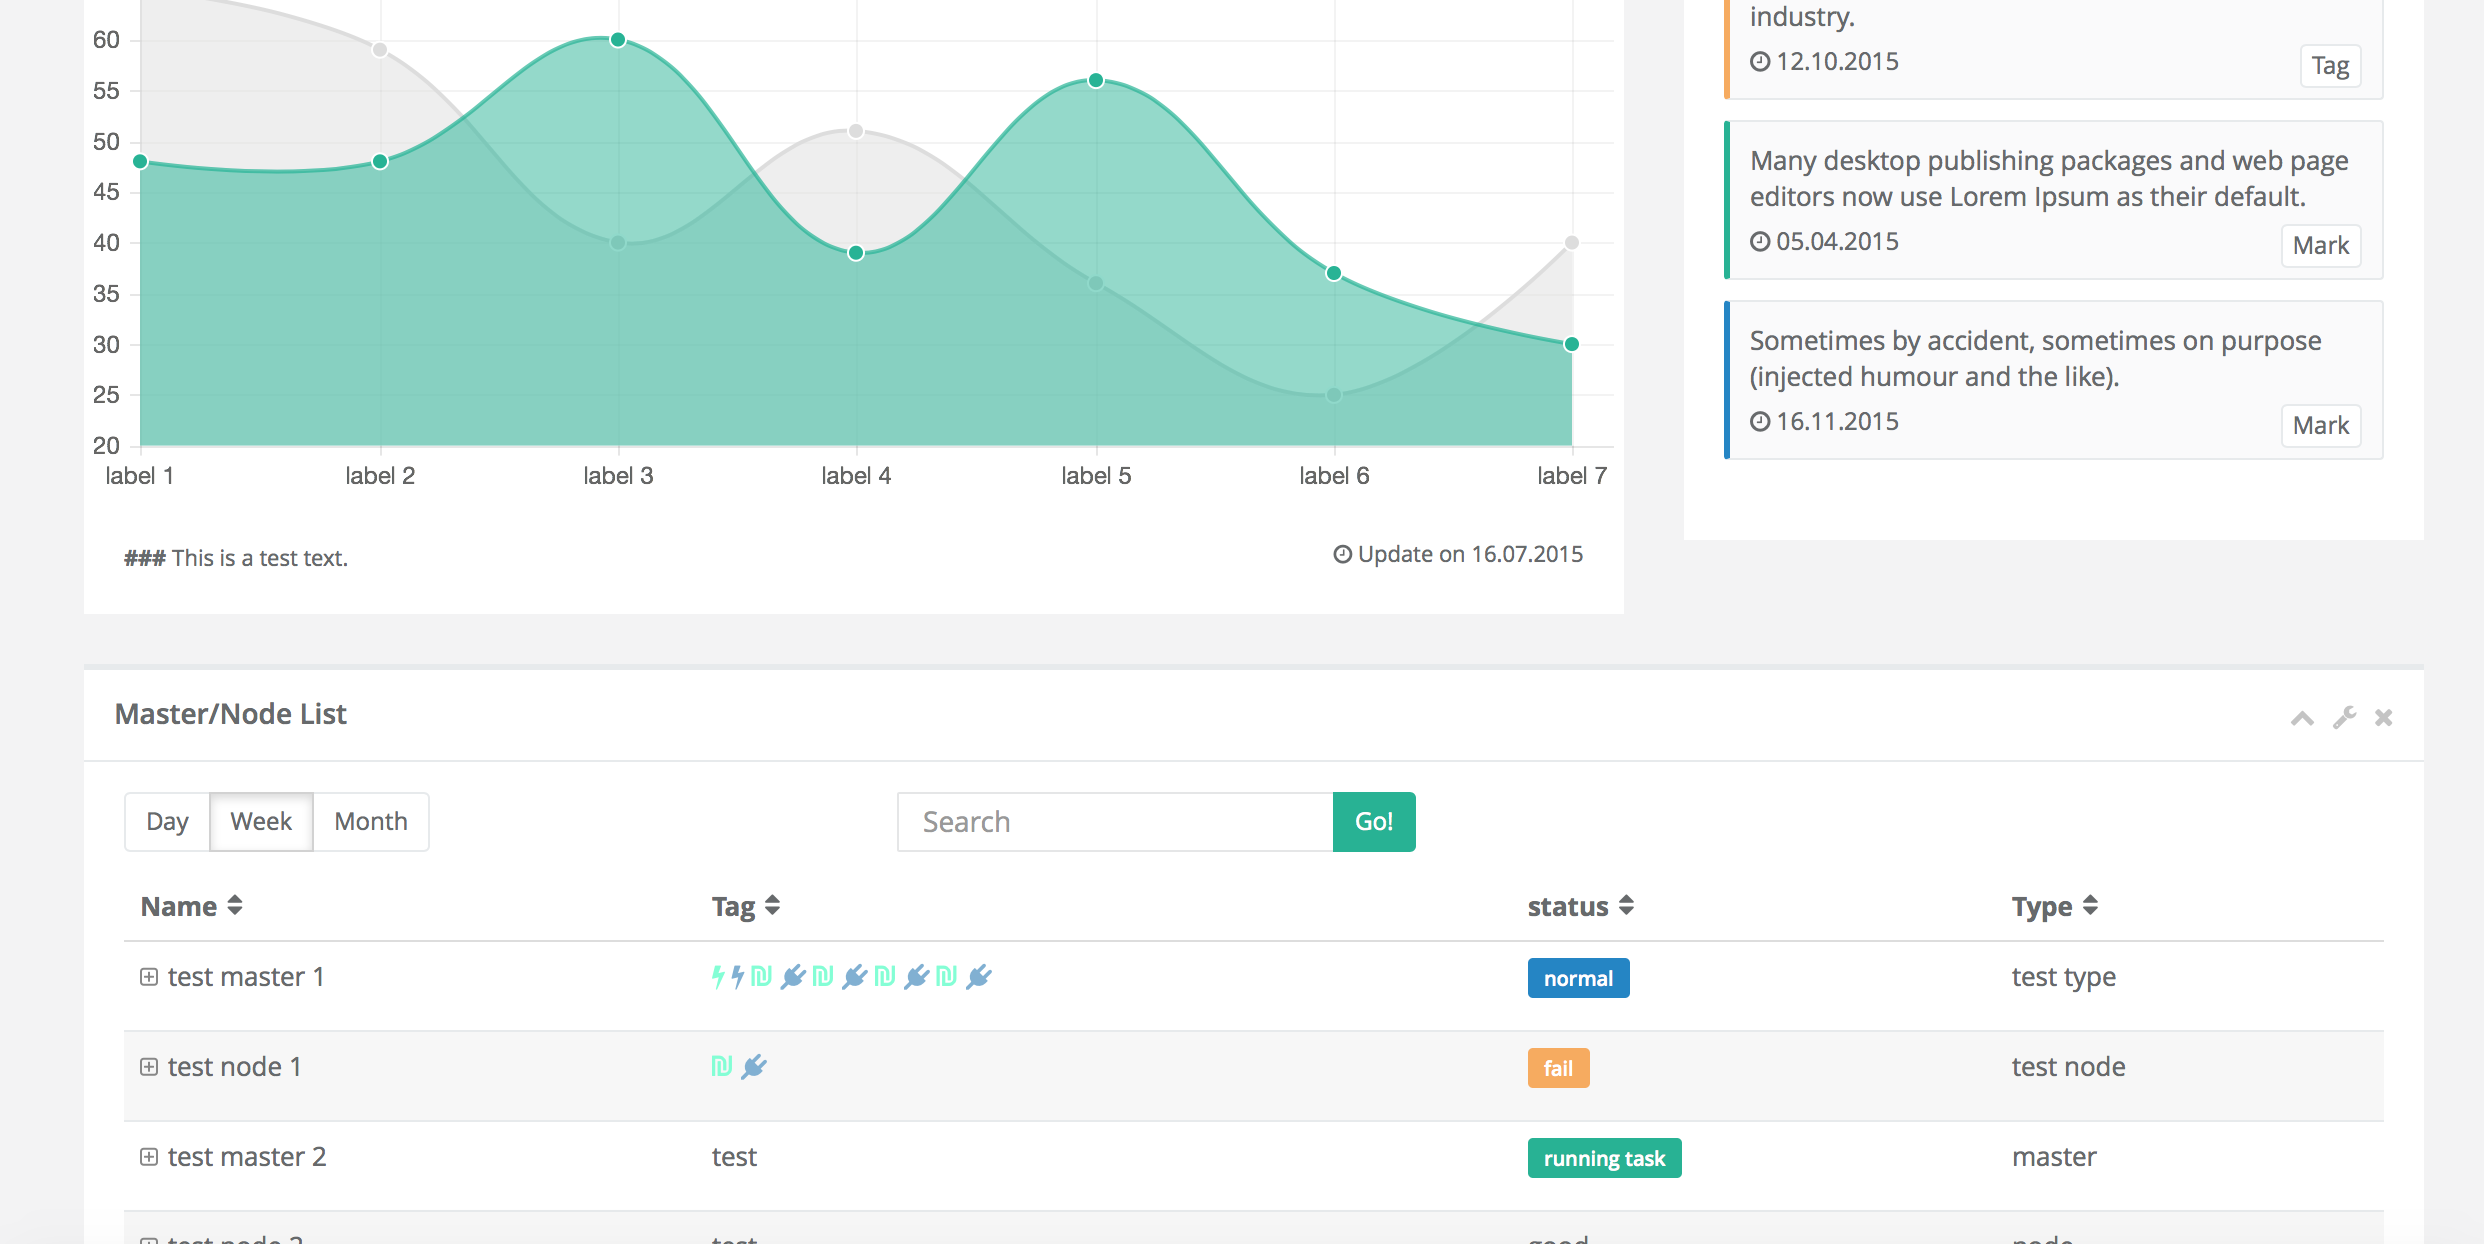 60
55
50
45
40
35
30
25
20
label 1 label 2 label 3 label 4 label 5 label 6 label 7
### This is a test text.
Update on 16.07.2015
industry.
12.10.2015
Tag
Many desktop publishing packages and web page
editors now use Lorem Ipsum as their default.
05.04.2015
Mark
Sometimes by accident, sometimes on purpose
(injected humour and the like).
16.11.2015
Mark
Master/Node List
Day Week Month
Search Go!
Name Tag status Type
test master 1 normal test type
test node 1 fail test node
test master 2 test running task master